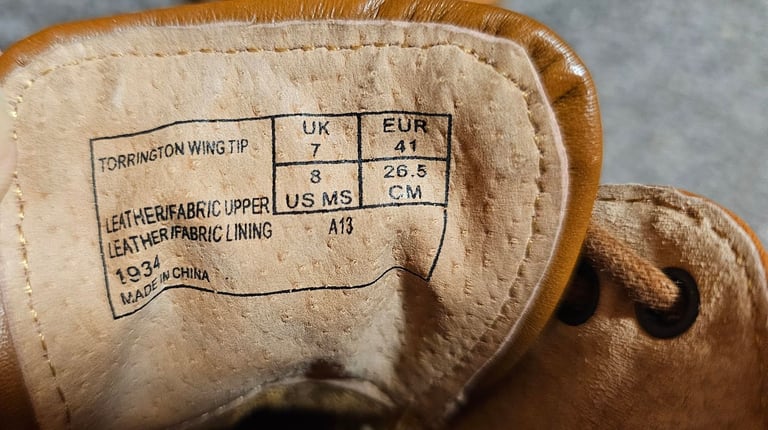 TORRINGTON WING TIP
UK
7
EUR
41
8
US MS
26.5
CM
LEATHER/FABRIC UPPER
LEATHER/FABRIC LINING
A13
1934
MADE IN CHINA